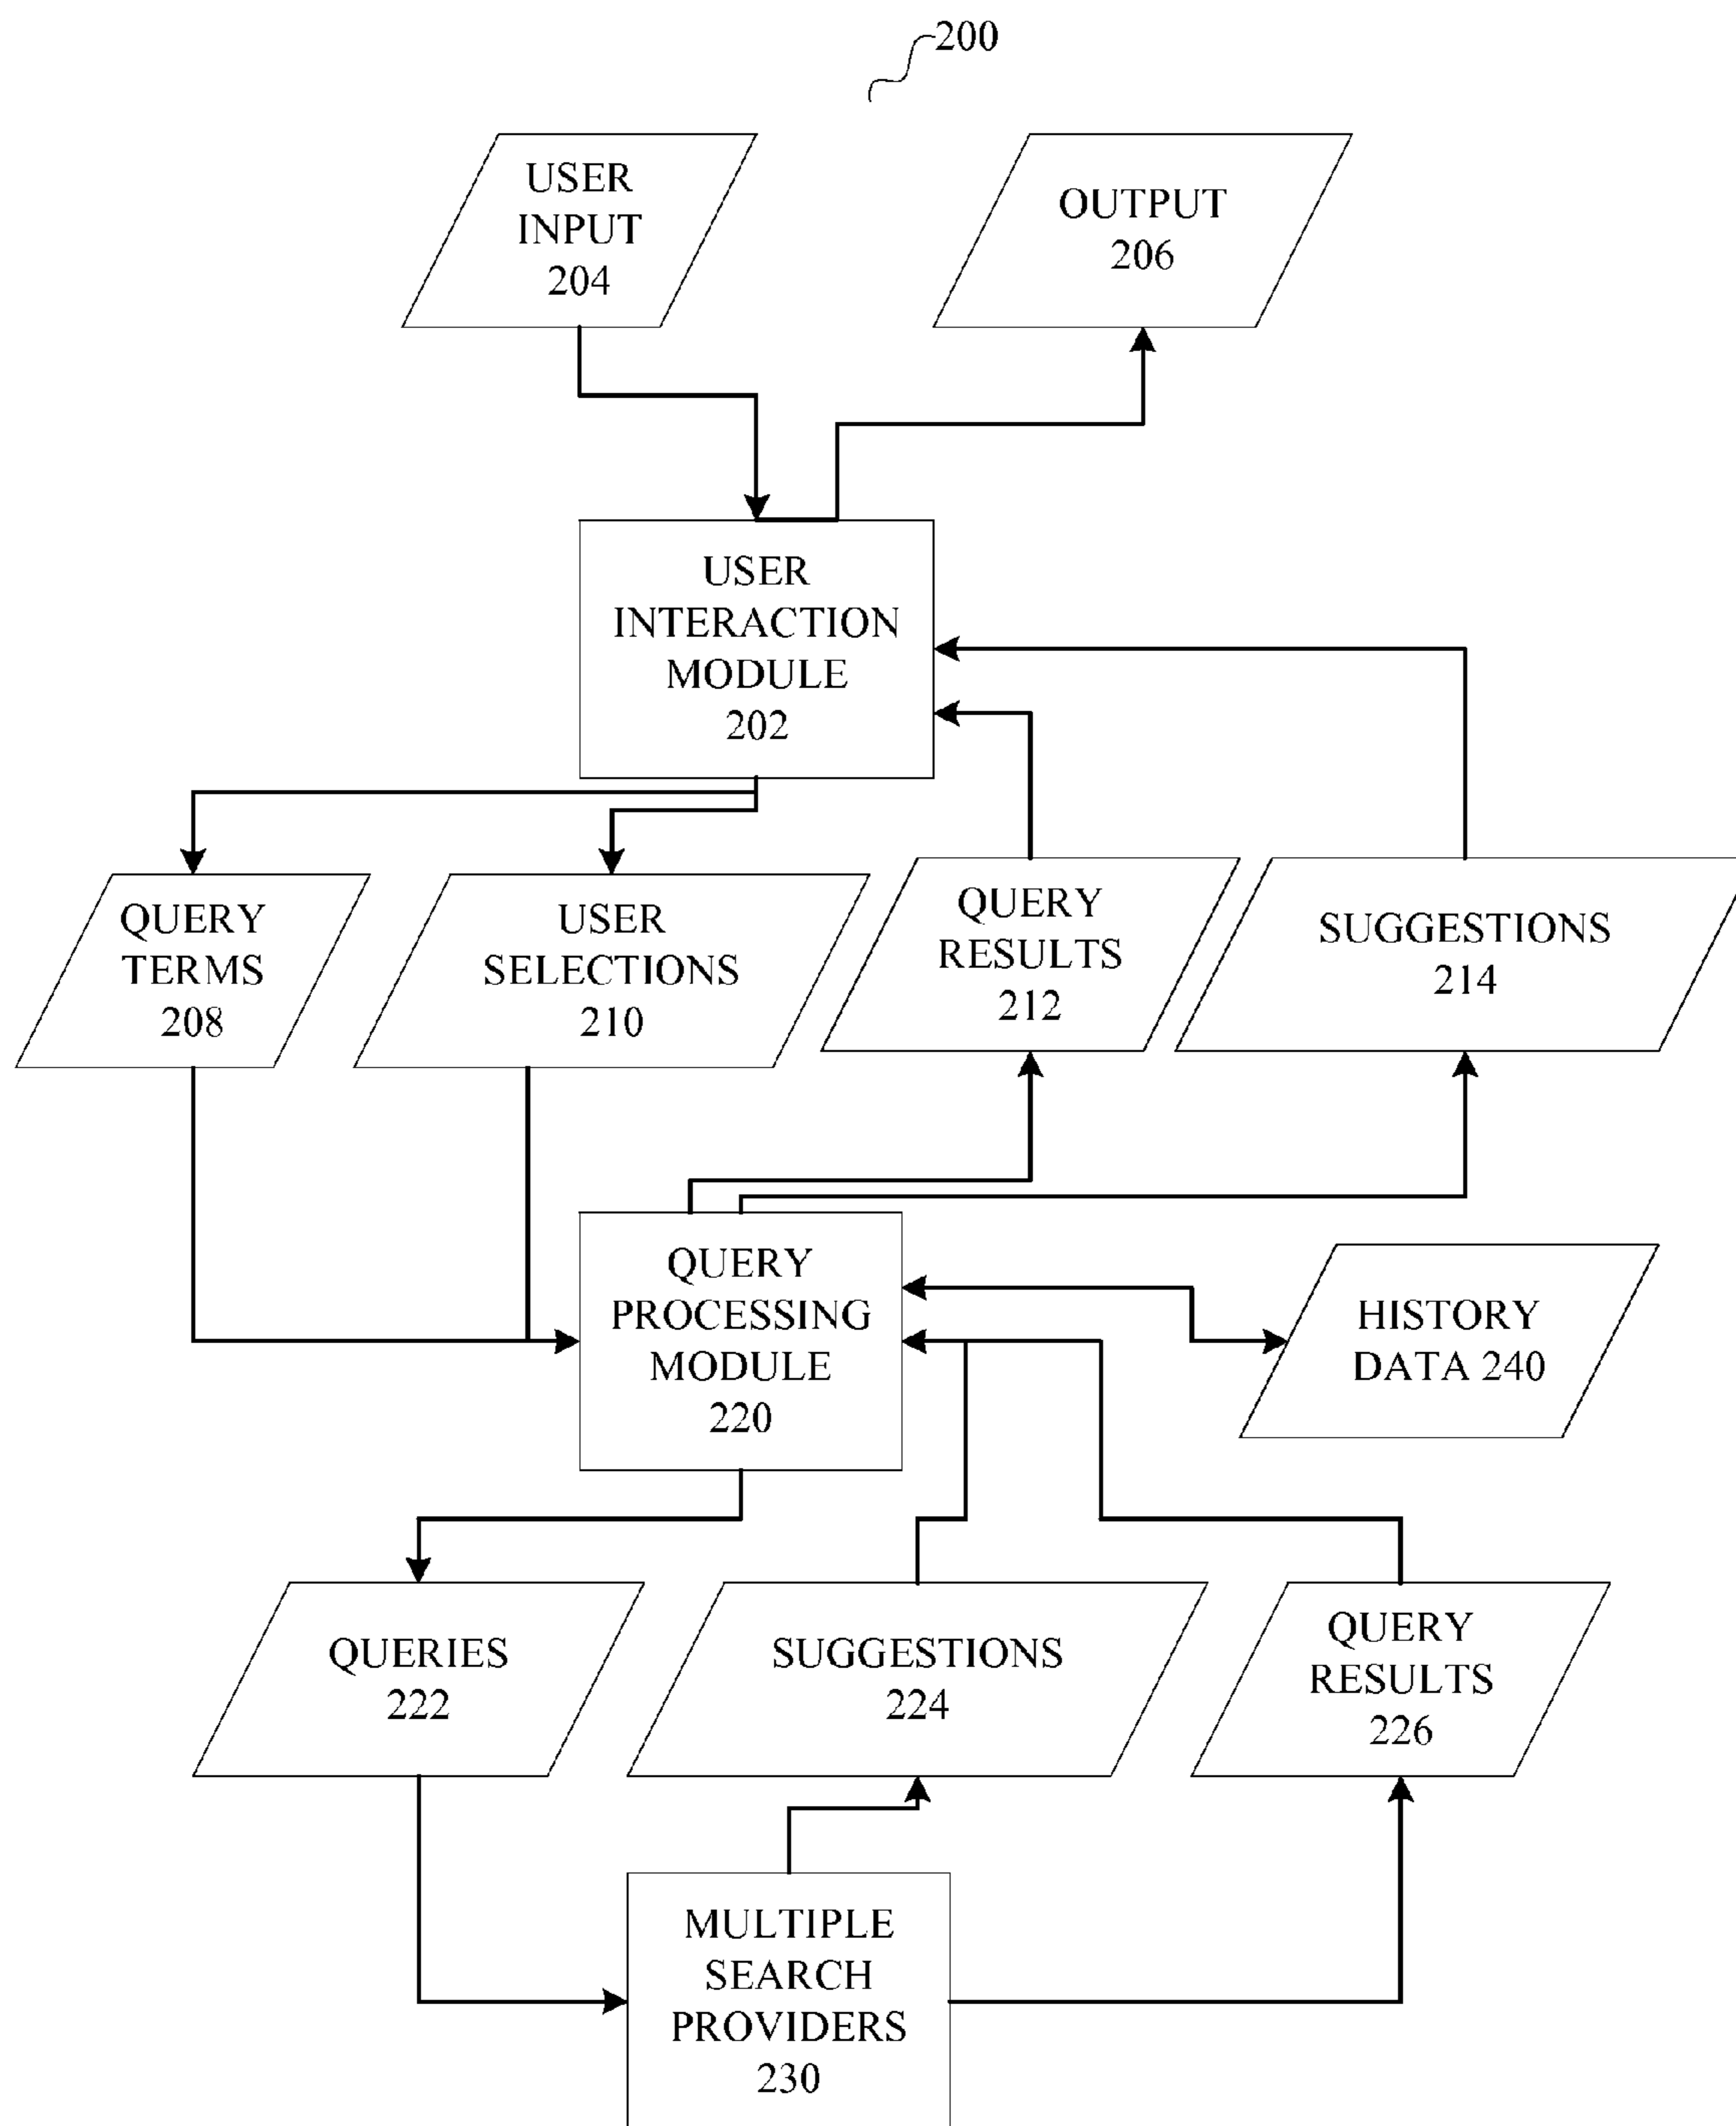 200
USER
INPUT
204
OUTPUT
206
USER
INTERACTION
MODULE
202
QUERY
TERMS
208
USER
SELECTIONS
210
QUERY
RESULTS
212
SUGGESTIONS
214
QUERY
PROCESSING
MODULE
220
HISTORY
DATA 240
QUERIES
222
SUGGESTIONS
224
QUERY
RESULTS
226
MULTIPLE
SEARCH
PROVIDERS
230